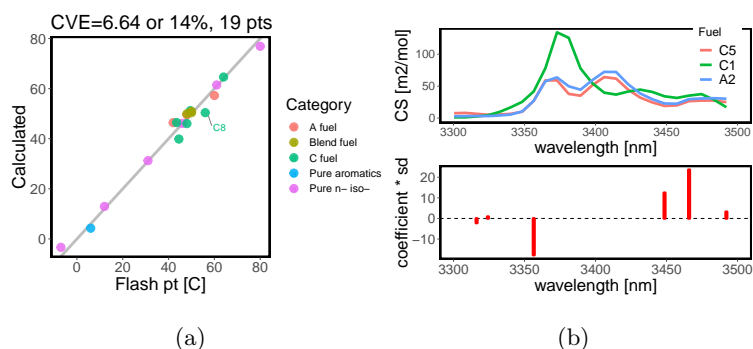 CVE=6.64 or 14%, 19 pts
80
60
40
20
0
Calculated
C8
0
20
40
60
80
Flash pt [C]
Category
A fuel
Blend fuel
C fuel
Pure aromatics
Pure n- iso-
(a)
CS [m2/mol]
100
50
0
3300
3350
3400
3450
3500
wavelength [nm]
Fuel
C5
C1
A2
coefficient * sd
20
10
0
-10
3300
3350
3400
3450
3500
wavelength [nm]
(b)